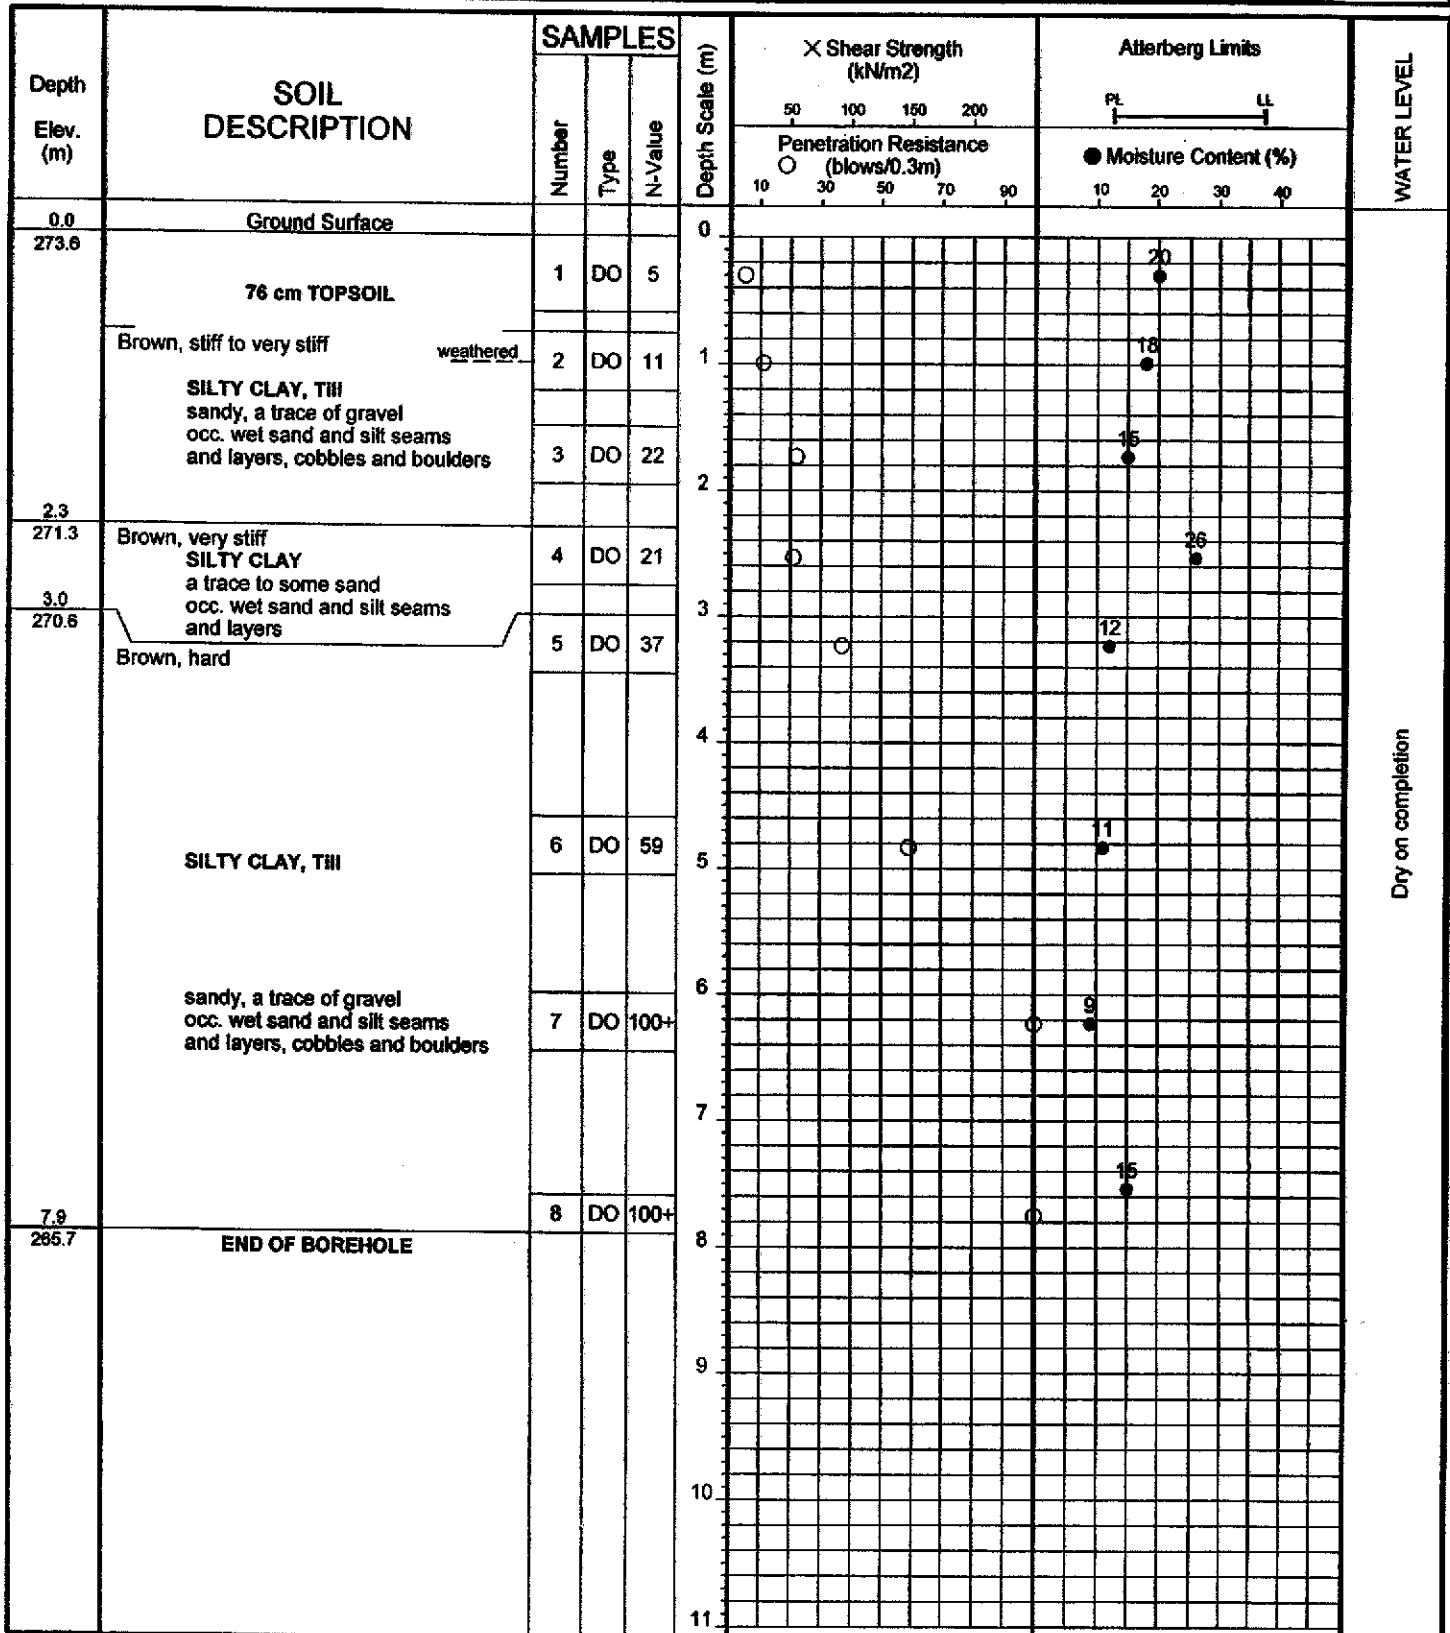 Depth
Elev.
(m)
SOIL
DESCRIPTION
SAMPLES
Number
Type
N-Value
Depth Scale (m)
× Shear Strength
(kN/m2)
50 100 150 200
Penetration Resistance
○ (blows/0.3m)
10 30 50 70 90
Atterberg Limits
PL LL
● Moisture Content (%)
10 20 30 40
WATER LEVEL
0.0
273.6
Ground Surface
0
76 cm TOPSOIL
1 DO 5
20
Brown, stiff to very stiff
weathered
2 DO 11
1
18
SILTY CLAY, Till
sandy, a trace of gravel
occ. wet sand and silt seams
and layers, cobbles and boulders
3 DO 22
15
2
2.3
271.3
Brown, very stiff
SILTY CLAY
a trace to some sand
occ. wet sand and silt seams
and layers
4 DO 21
26
3.0
270.6
3
5 DO 37
12
Brown, hard
4
SILTY CLAY, Till
6 DO 59
11
5
Dry on completion
sandy, a trace of gravel
occ. wet sand and silt seams
and layers, cobbles and boulders
6
7 DO 100+
9
7
15
8 DO 100+
7.9
265.7
END OF BOREHOLE
8
9
10
11